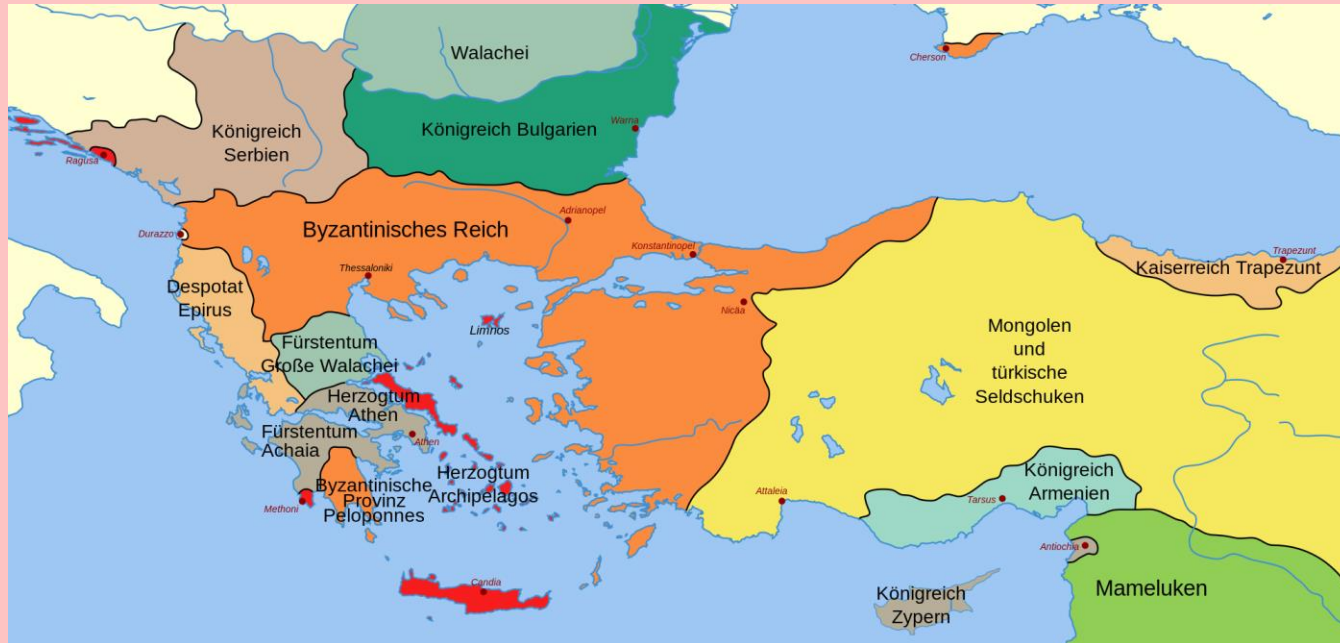 Walachei
Cherson
Königreich Bulgarien
Warna
Königreich
Serbien
Ragusa
Adrianopel
Byzantinisches Reich
Durazzo
Konstantinopel
Trapezunt
Kaiserreich Trapezunt
Thessaloniki
Despotat
Epirus
Nicäa
Limnos
Mongolen
und
türkische
Seldschuken
Fürstentum
Große Walachei
Herzogtum
Athen
Fürstentum
Achaia
Athen
Herzogtum
Archipelagos
Byzantinische
Provinz
Peloponnes
Methoni
Attaleia
Königreich
Armenien
Tarsus
Antiochia
Candia
Königreich
Zypern
Mameluken